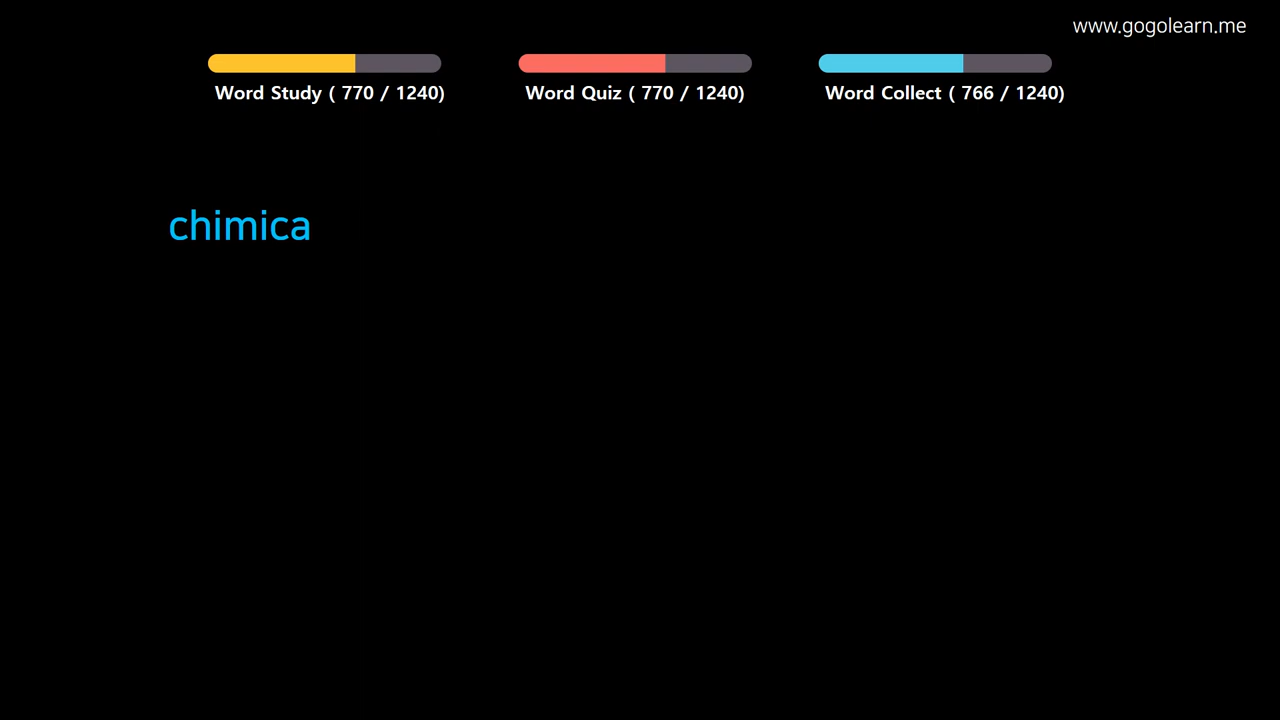 www.gogolearn.me
Word Study ( 770 / 1240)
Word Quiz ( 770 / 1240)
Word Collect ( 766 / 1240)
chimica